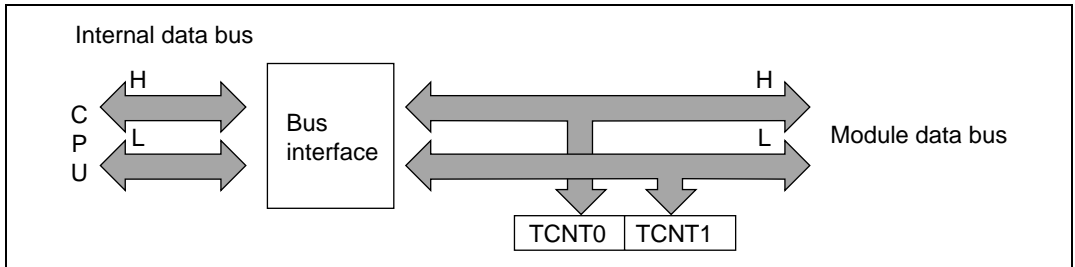 Internal data bus
H
H
C
P
U
L
L
Bus
interface
Module data bus
TCNT0
TCNT1